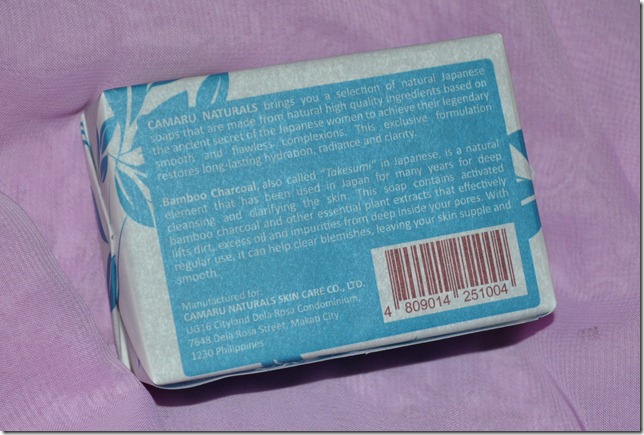 CAMARU NATURALS brings you a selection of natural Japanese
soaps that are made from natural high quality ingredients based on
the ancient secret of the Japanese women to achieve their legendary
smooth and flawless complexions. This exclusive formulation
restores long-lasting hydration, radiance and clarity.
Bamboo Charcoal, also called "Takesumi" in Japanese, is a natural
element that has been used in Japan for many years for deep
cleansing and clarifying the skin. This soap contains activated
bamboo charcoal and other essential plant extracts that effectively
lifts dirt, excess oil and impurities from deep inside your pores. With
regular use, it can help clear blemishes, leaving your skin supple and
smooth.
Manufactured for:
CAMARU NATURALS SKIN CARE CO., LTD.
UG16 Cityland Dela Rosa Condominium,
7648 Dela Rosa Street, Makati City
1230 Philippines
4 809014 251004